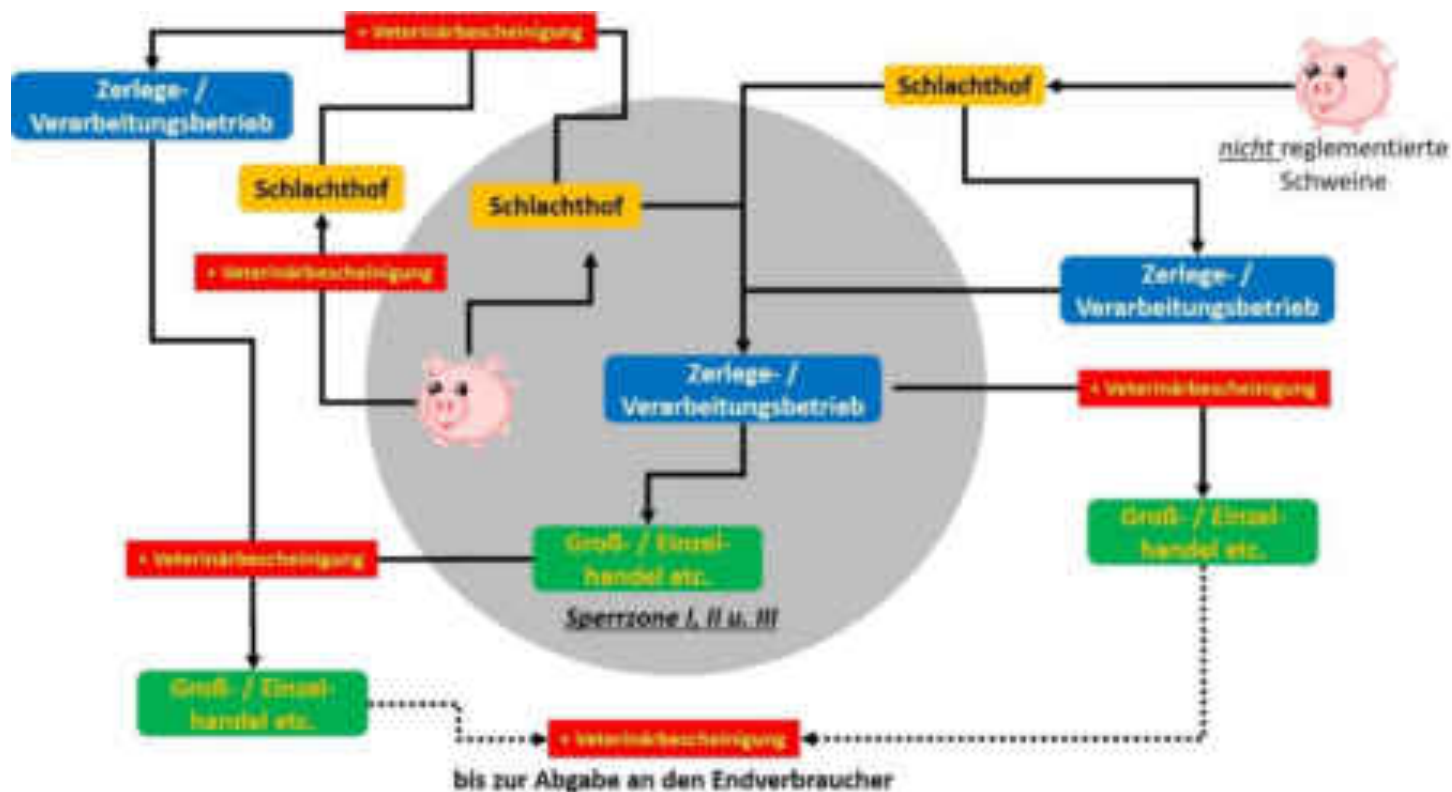 + Veterinärbescheinigung
Zerlege- /
Verarbeitungsbetrieb
Schlachthof
nicht reglementierte
Schweine
Schlachthof
Schlachthof
+ Veterinärbescheinigung
Zerlege- /
Verarbeitungsbetrieb
Zerlege- /
Verarbeitungsbetrieb
+ Veterinärbescheinigung
Groß- / Einzel-
handel etc.
Groß- / Einzel-
handel etc.
+ Veterinärbescheinigung
Sperrzone I, II u. III
Groß- / Einzel-
handel etc.
+ Veterinärbescheinigung
bis zur Abgabe an den Endverbraucher